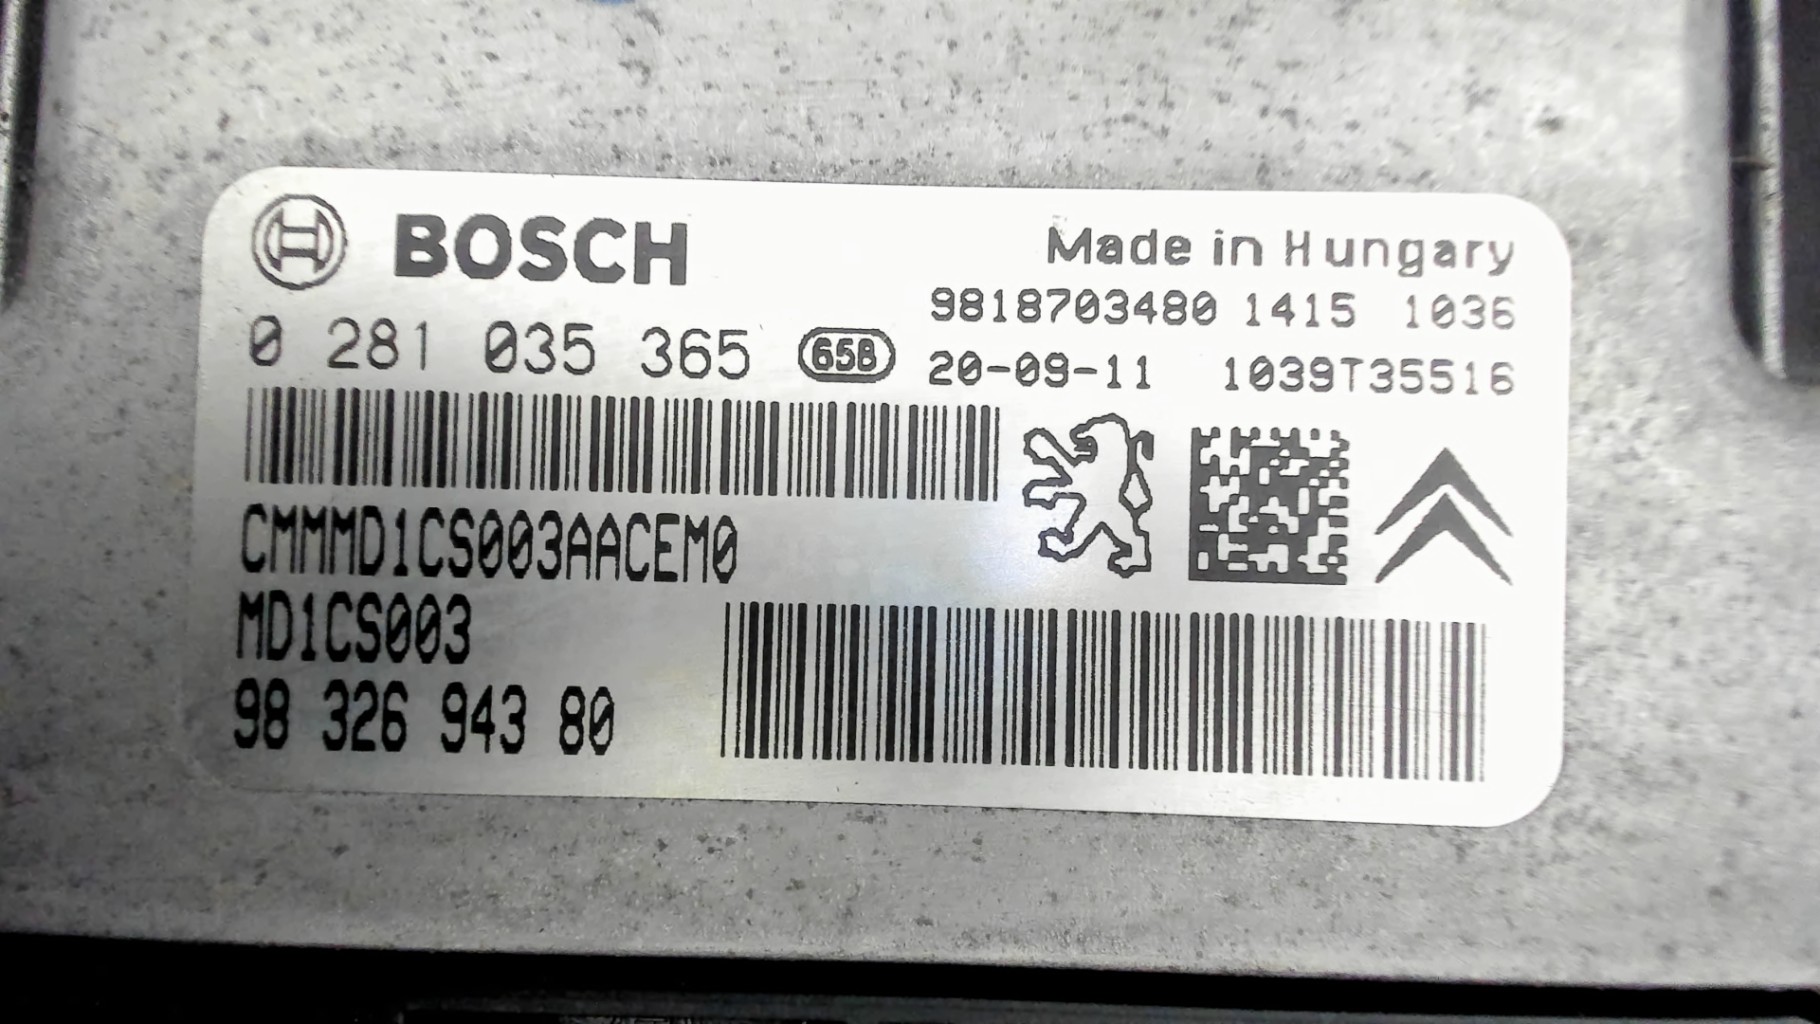 BOSCH
Made in Hungary
9818703480 1415 1036
0 281 035 365 65B
20-09-11 1039T35516
CMMMD1CS003AACEM0
MD1CS003
98 326 943 80